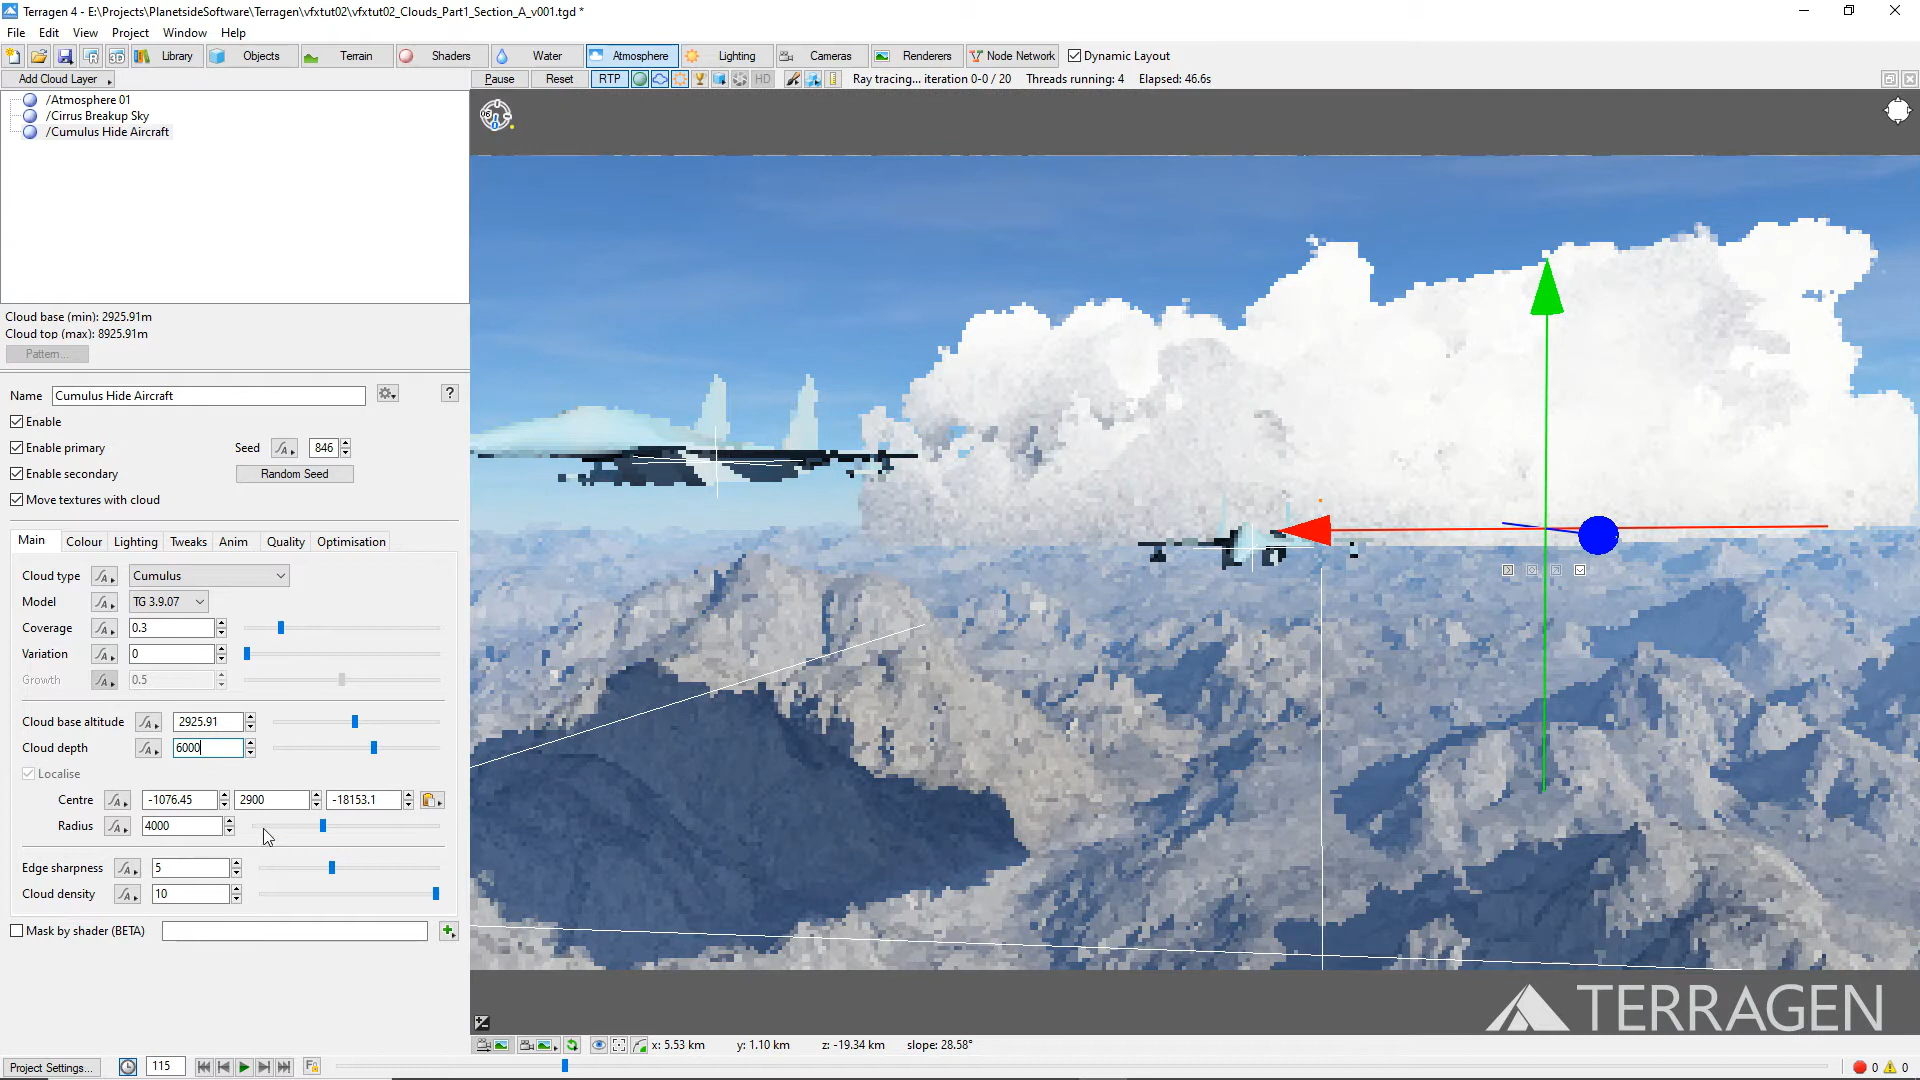 Terragen 4 - E:\Projects\PlanetsideSoftware\Terragen\vfxtut02\vfxtut02_Clouds_Part1_Section_A_v001.tgd *
File Edit View Project Window Help
Library Objects Terrain Shaders Water Atmosphere Lighting Cameras Renderers Node Network Dynamic Layout
Add Cloud Layer Pause Reset RTP HD Ray tracing... iteration 0-0 / 20 Threads running: 4 Elapsed: 46.6s
/Atmosphere 01
/Cirrus Breakup Sky
/Cumulus Hide Aircraft
Cloud base (min): 2925.91m
Cloud top (max): 8925.91m
Pattern...
Name Cumulus Hide Aircraft ?
Enable
Enable primary Seed 846
Enable secondary Random Seed
Move textures with cloud
Main Colour Lighting Tweaks Anim Quality Optimisation
Cloud type Cumulus
Model TG 3.9.07
Coverage 0.3
Variation 0
Growth 0.5
Cloud base altitude 2925.91
Cloud depth 6000
Localise
Centre -1076.45 2900 -18153.1
Radius 4000
Edge sharpness 5
Cloud density 10
Mask by shader (BETA)
TERRAGEN
x: 5.53 km y: 1.10 km z: -19.34 km slope: 28.58°
Project Settings... 115 0 0